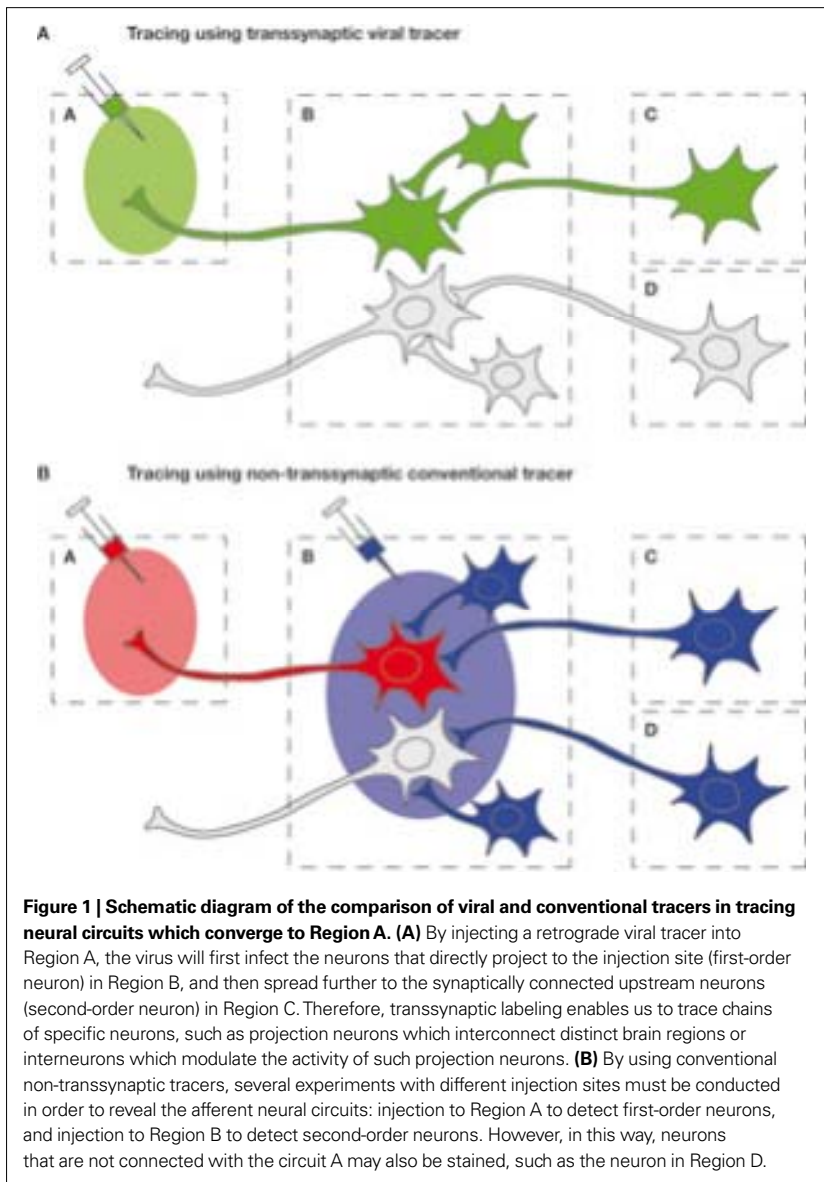 A Tracing using transsynaptic viral tracer
A
B
C
D
B Tracing using non-transsynaptic conventional tracer
A
B
C
D
Figure 1 | Schematic diagram of the comparison of viral and conventional tracers in tracing
neural circuits which converge to Region A. (A) By injecting a retrograde viral tracer into
Region A, the virus will first infect the neurons that directly project to the injection site (first-order
neuron) in Region B, and then spread further to the synaptically connected upstream neurons
(second-order neuron) in Region C. Therefore, transsynaptic labeling enables us to trace chains
of specific neurons, such as projection neurons which interconnect distinct brain regions or
interneurons which modulate the activity of such projection neurons. (B) By using conventional
non-transsynaptic tracers, several experiments with different injection sites must be conducted
in order to reveal the afferent neural circuits: injection to Region A to detect first-order neurons,
and injection to Region B to detect second-order neurons. However, in this way, neurons
that are not connected with the circuit A may also be stained, such as the neuron in Region D.